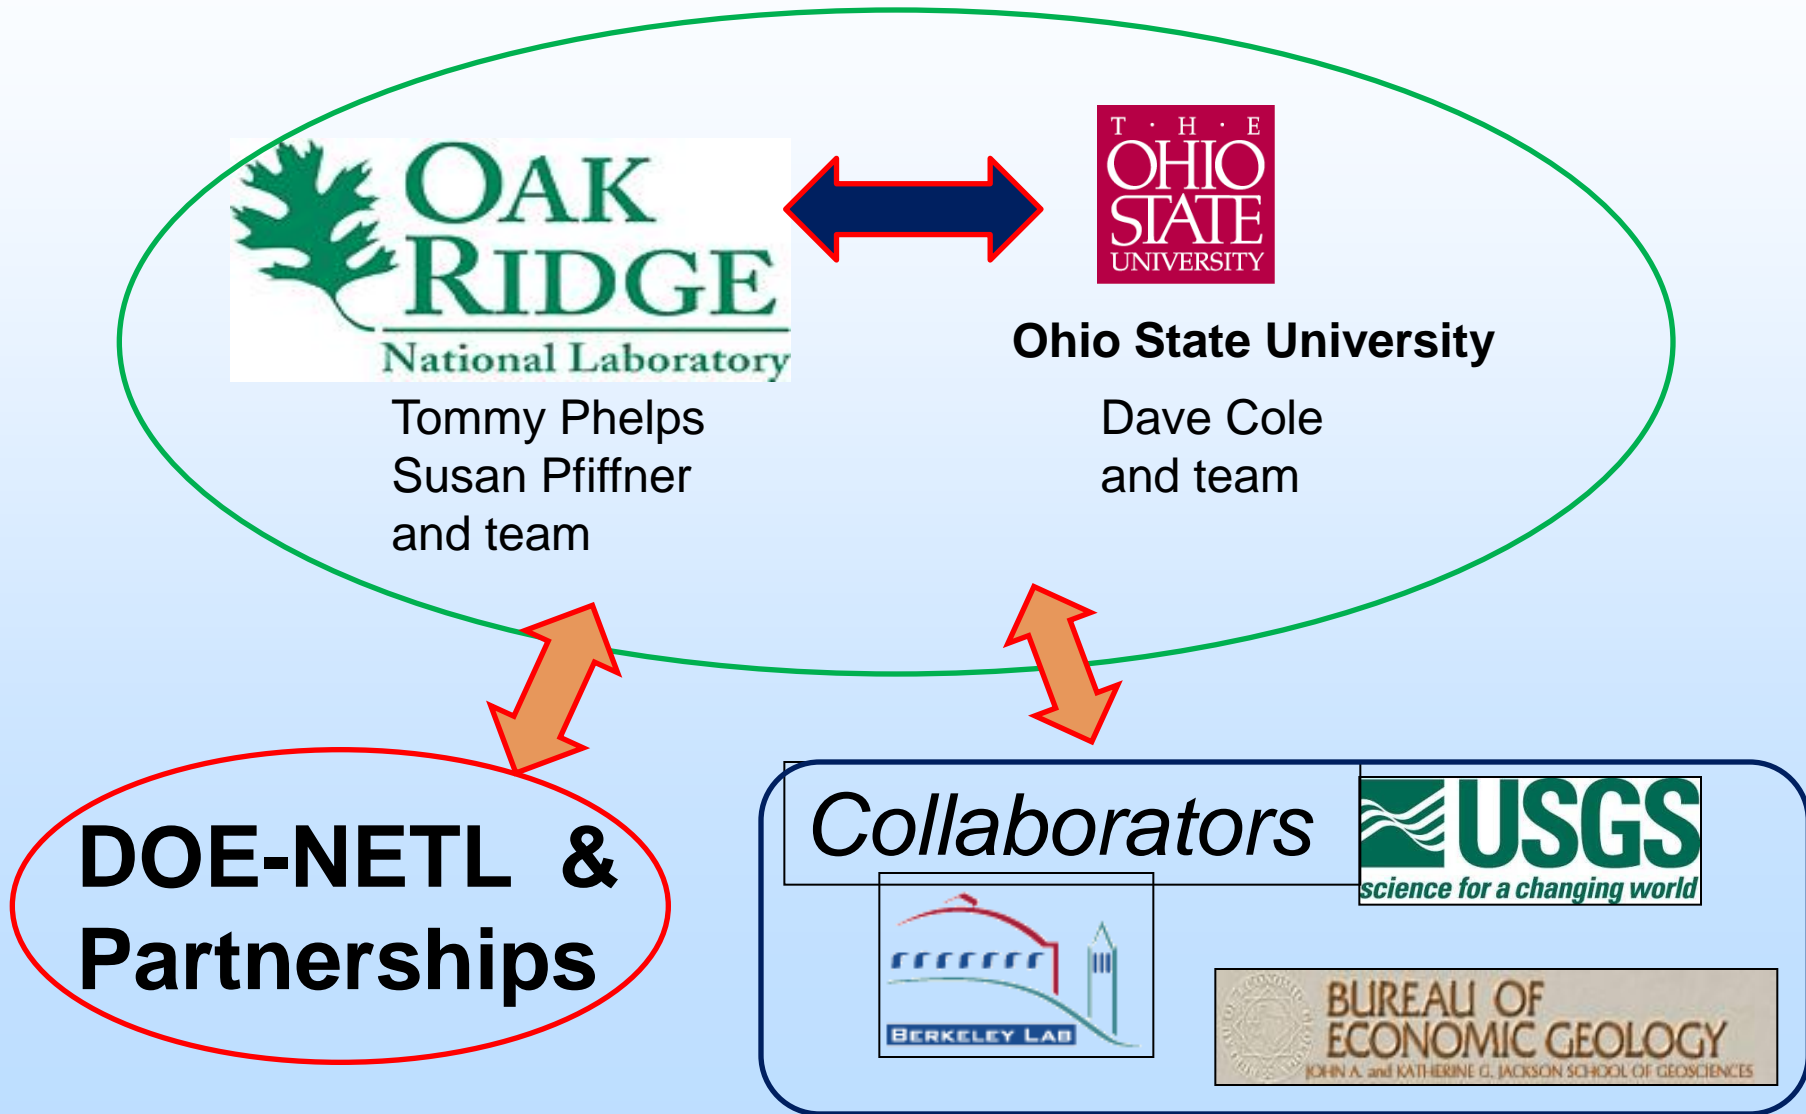 OAK
RIDGE
National Laboratory
T · H · E
OHIO
STATE
UNIVERSITY
Ohio State University
Tommy Phelps
Susan Pfiffner
and team
Dave Cole
and team
DOE-NETL &
Partnerships
Collaborators
USGS
science for a changing world
BERKELEY LAB
BUREAU OF
ECONOMIC GEOLOGY
JOHN A. and KATHERINE G. JACKSON SCHOOL OF GEOSCIENCES